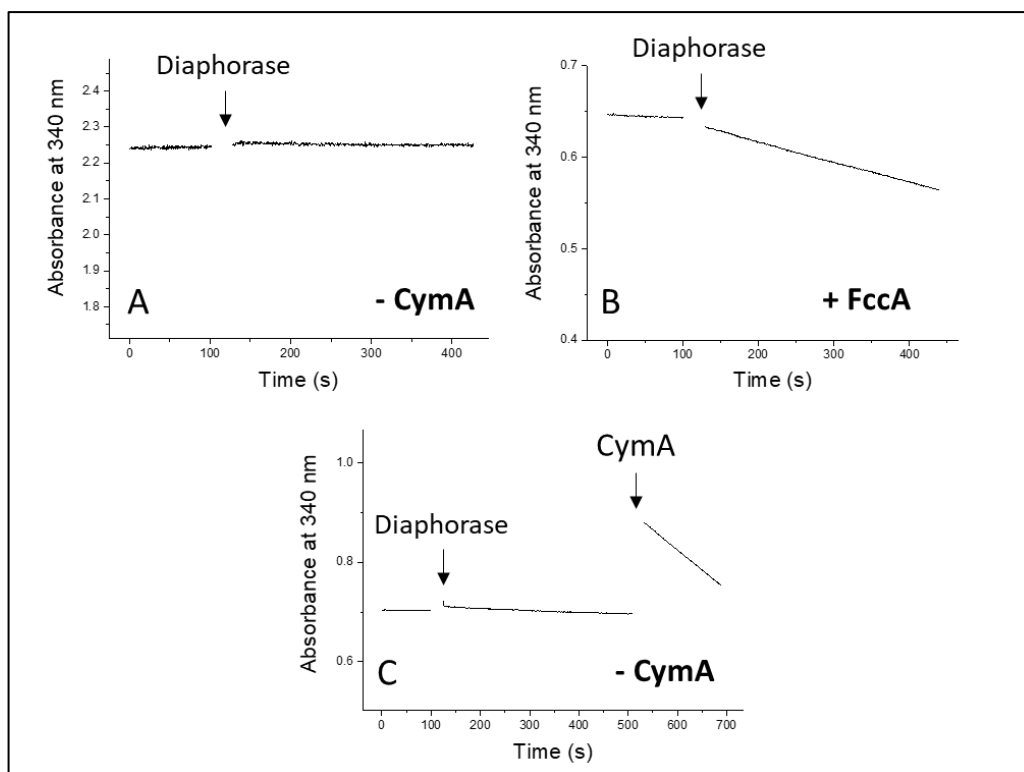 Diaphorase
Absorbance at 340 nm
2.4
2.3
2.2
2.1
2.0
1.9
1.8
A
- CymA
0
100
200
300
400
Time (s)
Diaphorase
Absorbance at 340 nm
0.7
0.6
0.5
0.4
B
+ FccA
0
100
200
300
400
Time (s)
CymA
Diaphorase
Absorbance at 340 nm
1.0
0.8
0.6
C
- CymA
0
100
200
300
400
500
600
700
Time (s)